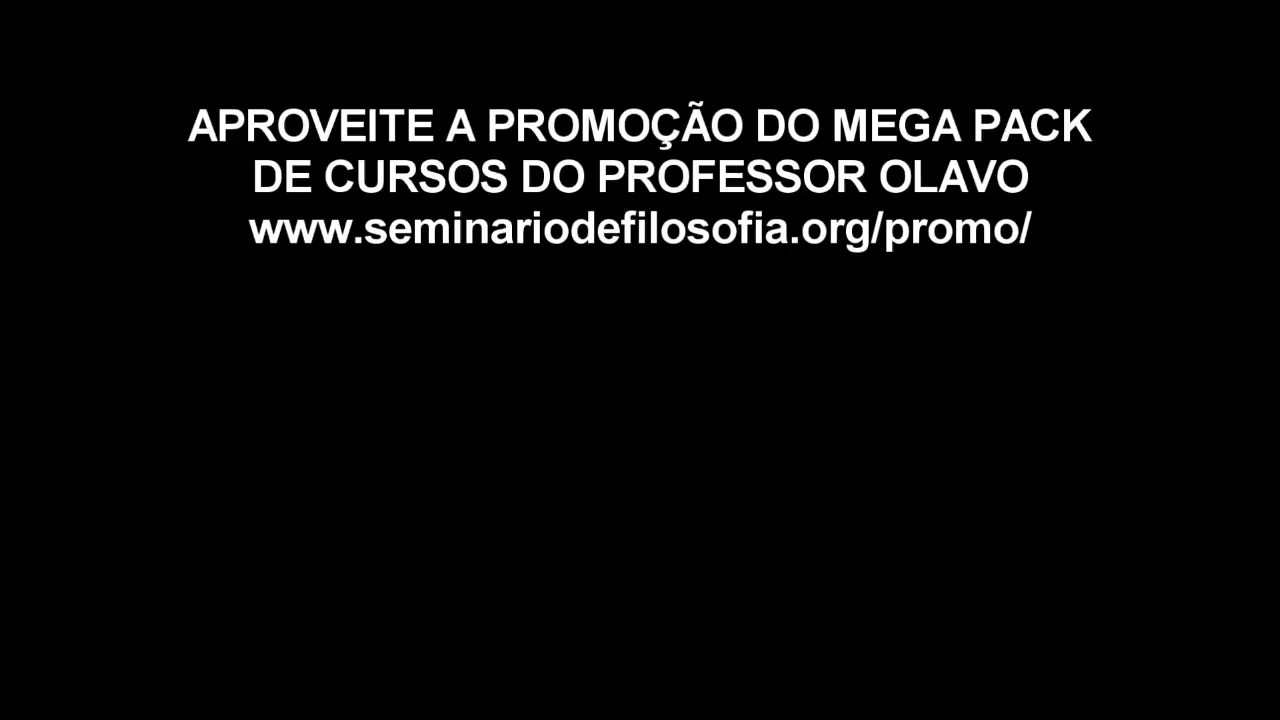 APROVEITE A PROMOÇÃO DO MEGA PACK
DE CURSOS DO PROFESSOR OLAVO
www.seminariodefilosofia.org/promo/